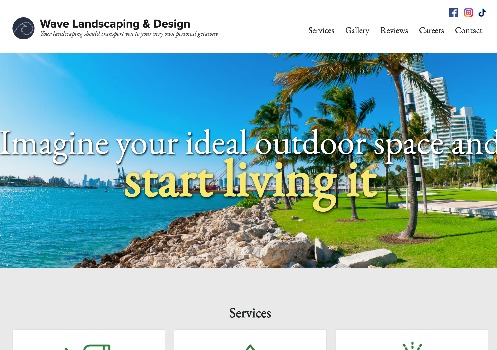 Wave Landscaping & Design
Your landscaping should transport you to your very own personal getaway
Services Gallery Reviews Careers Contact
Imagine your ideal outdoor space and
start living it
Services